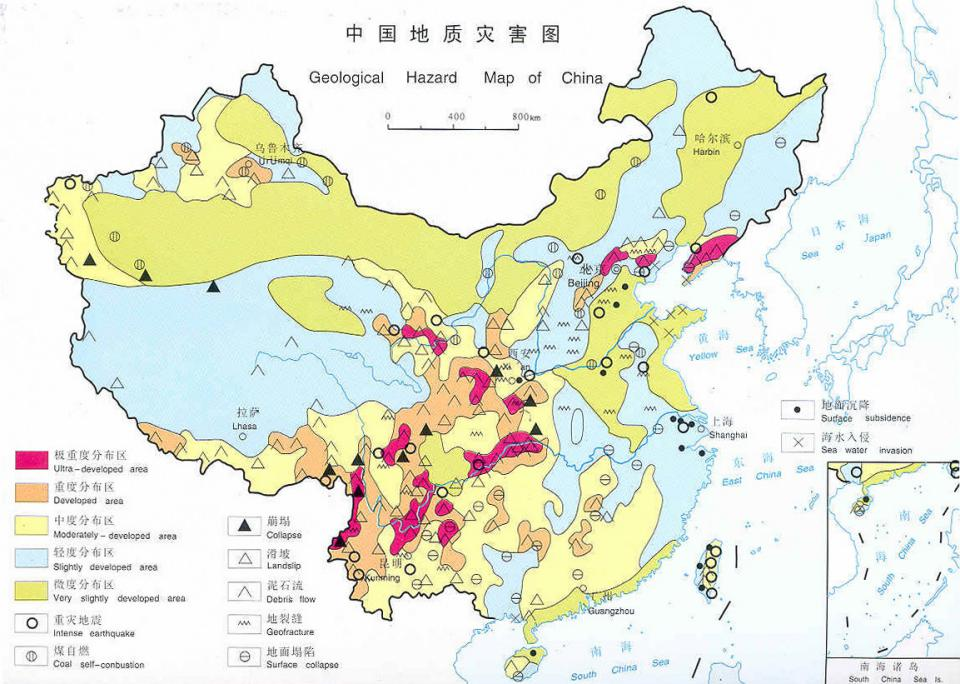 中国地质灾害图
Geological Hazard Map of China
0 400 800km
乌鲁木齐
UrUmqi
哈尔滨
Harbin
日本海
Sea of Japan
北京
Beijing
黄海
Yellow Sea
西安
拉萨
Lhasa
上海
Shanghai
东海
East China Sea
昆明
Kunming
广州
Guangzhou
南海
South China Sea
极重度分布区
Ultra-developed area
重度分布区
Developed area
中度分布区
Moderately-developed area
轻度分布区
Slightly developed area
微度分布区
Very slightly developed area
重灾地震
Intense earthquake
煤自燃
Coal self-conbustion
崩塌
Collapse
滑坡
Landslip
泥石流
Debris flow
地裂缝
Geofracture
地面塌陷
Surface collapse
地面沉降
Surface subsidence
海水入侵
Sea water invasion
南海
South China Sea
南海诸岛
South China Sea Is.